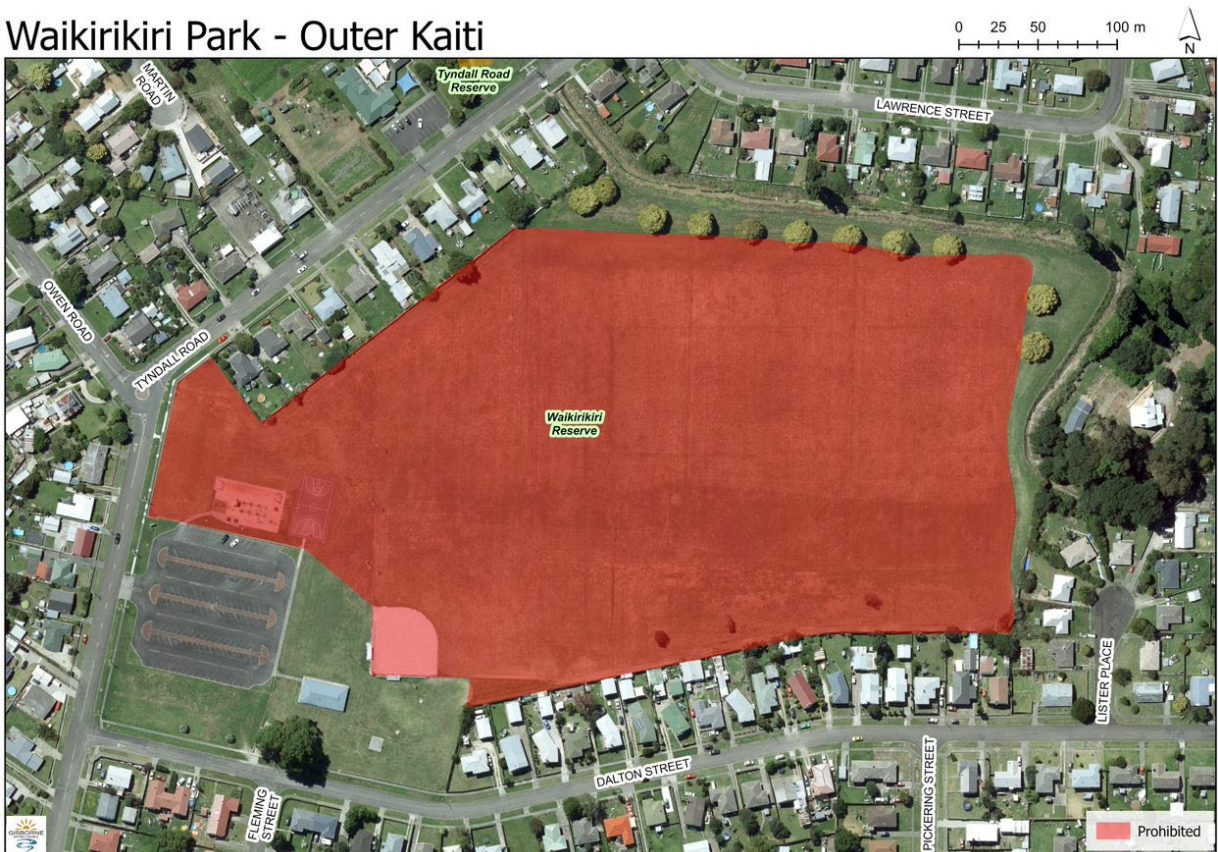 Waikirikiri Park - Outer Kaiti
0 25 50 100 m
N
MARTIN
ROAD
Tyndall Road
Reserve
LAWRENCE STREET
OWEN ROAD
TYNDALL ROAD
Waikirikiri
Reserve
LISTER PLACE
DALTON STREET
PICKERING STREET
FLEMING
STREET
GISBORNE
Prohibited